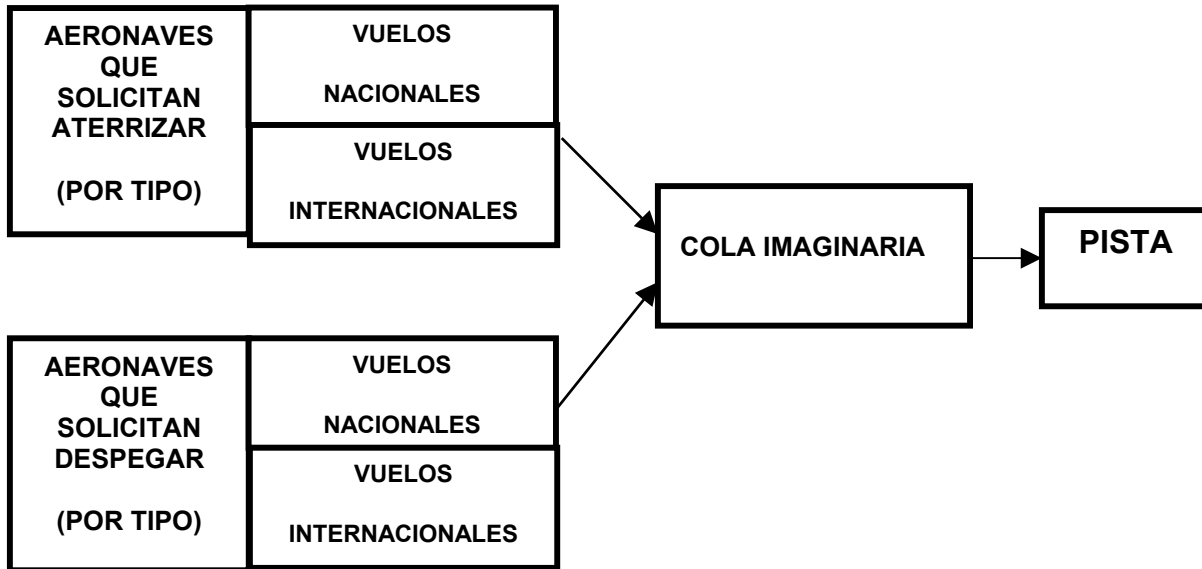 AERONAVES
QUE
SOLICITAN
ATERRIZAR
(POR TIPO)
VUELOS
NACIONALES
VUELOS
INTERNACIONALES
COLA IMAGINARIA
PISTA
AERONAVES
QUE
SOLICITAN
DESPEGAR
(POR TIPO)
VUELOS
NACIONALES
VUELOS
INTERNACIONALES